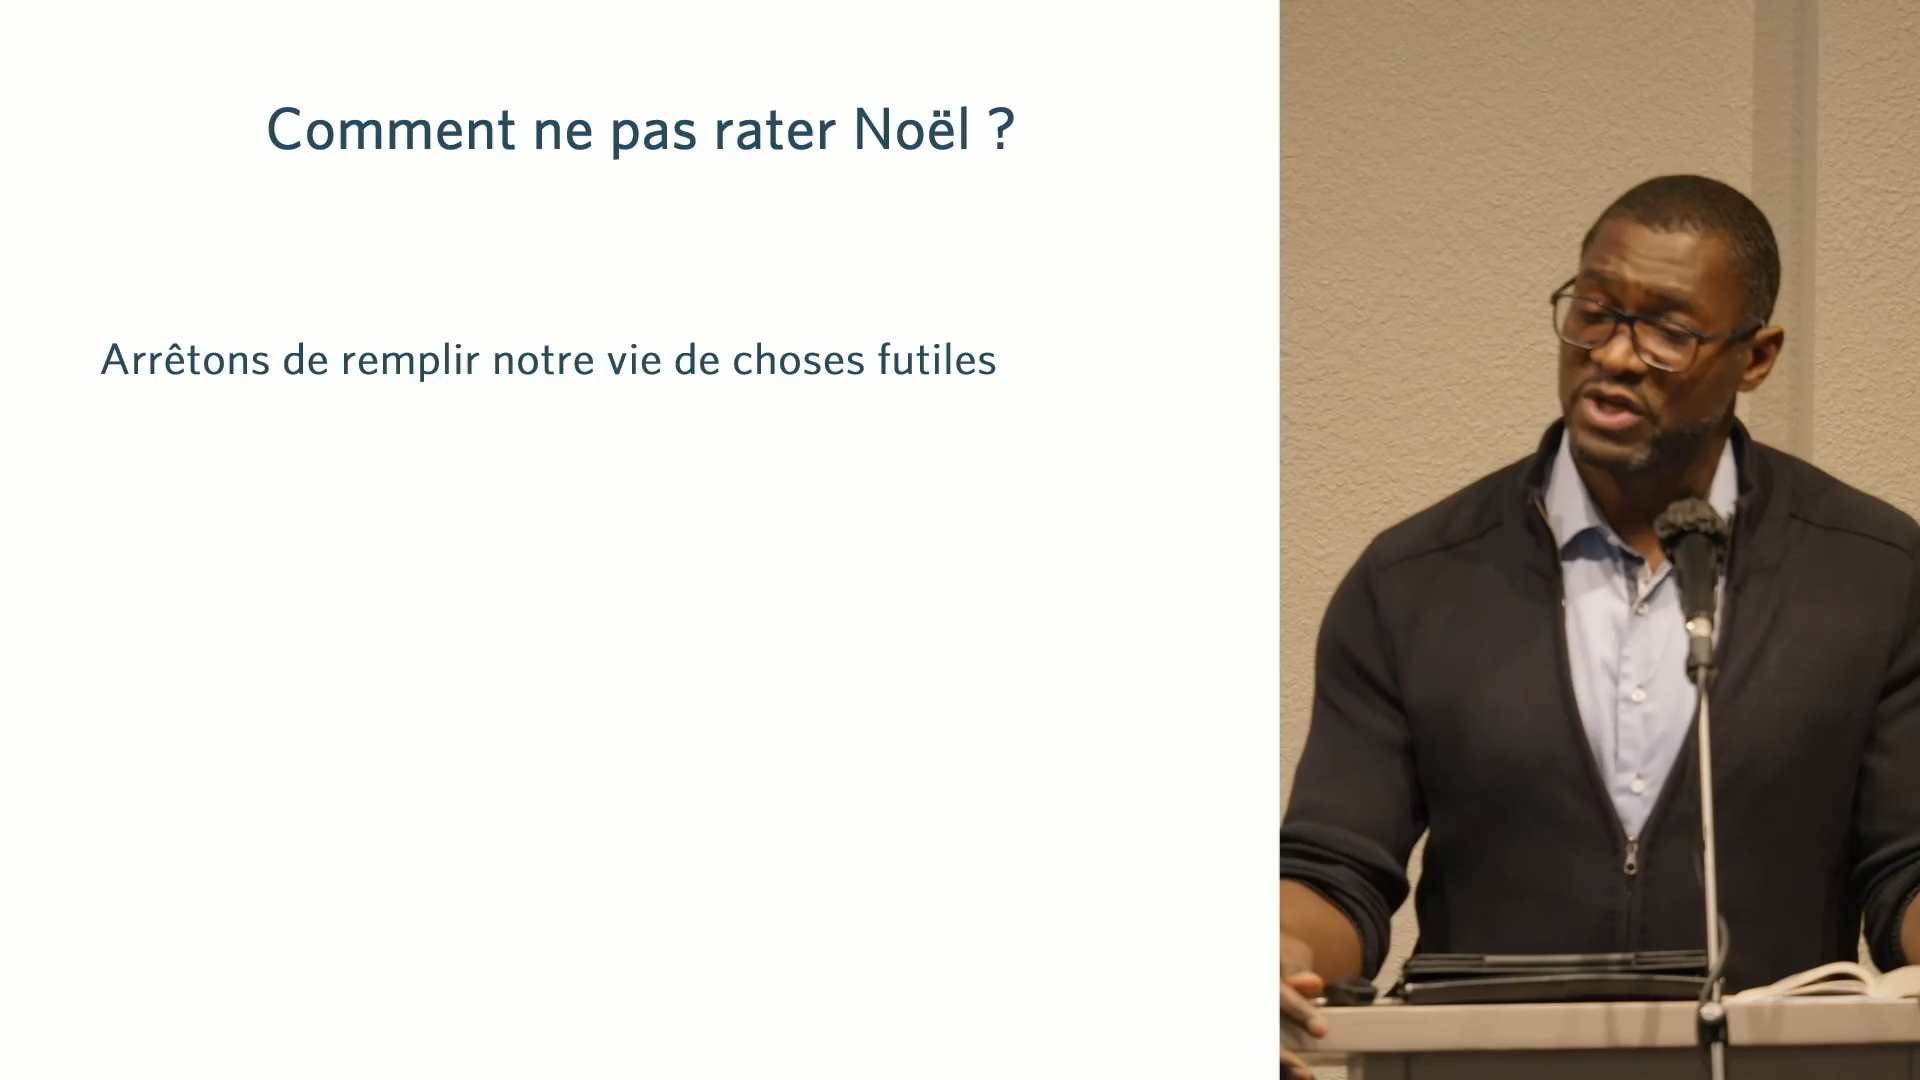 Comment ne pas rater Noël ?
Arrêtons de remplir notre vie de choses futiles